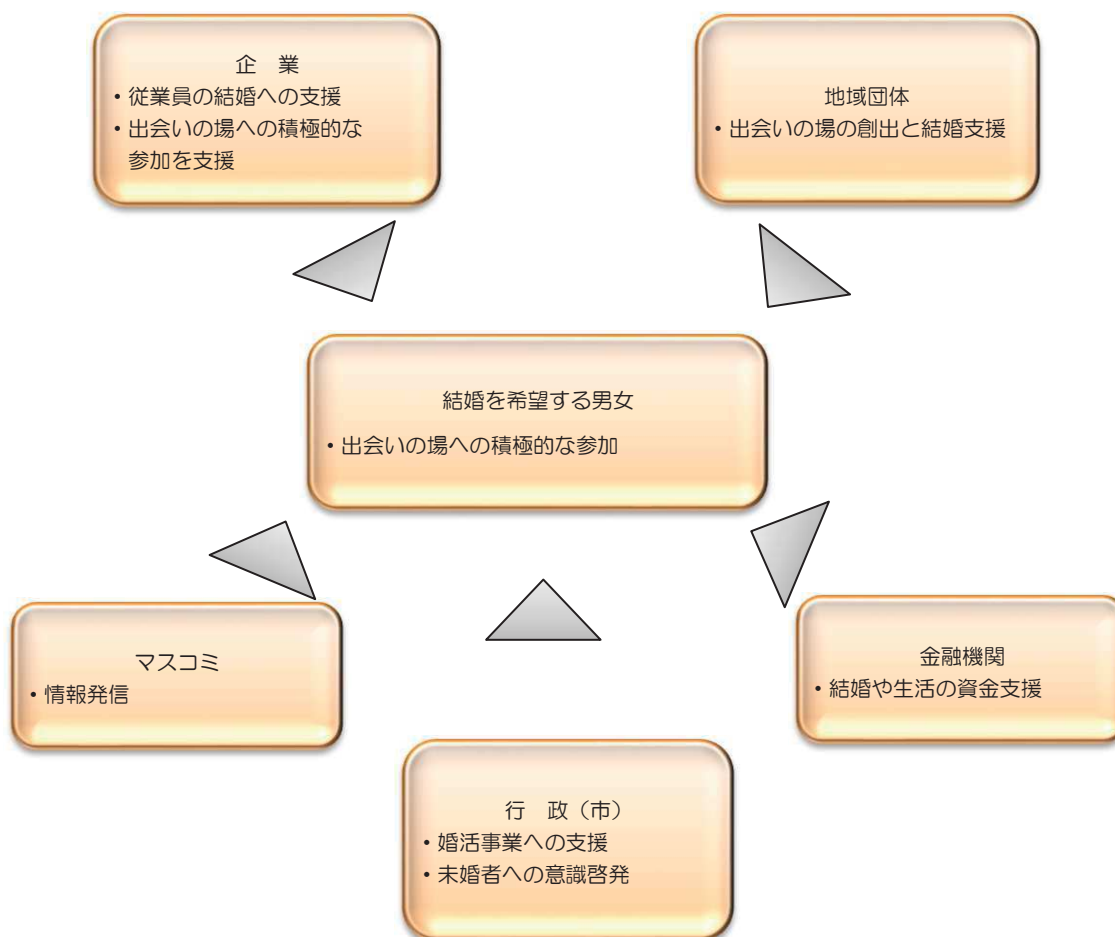 企　業
・従業員の結婚への支援
・出会いの場への積極的な
参加を支援
地域団体
・出会いの場の創出と結婚支援
結婚を希望する男女
・出会いの場への積極的な参加
マスコミ
・情報発信
金融機関
・結婚や生活の資金支援
行　政（市）
・婚活事業への支援
・未婚者への意識啓発